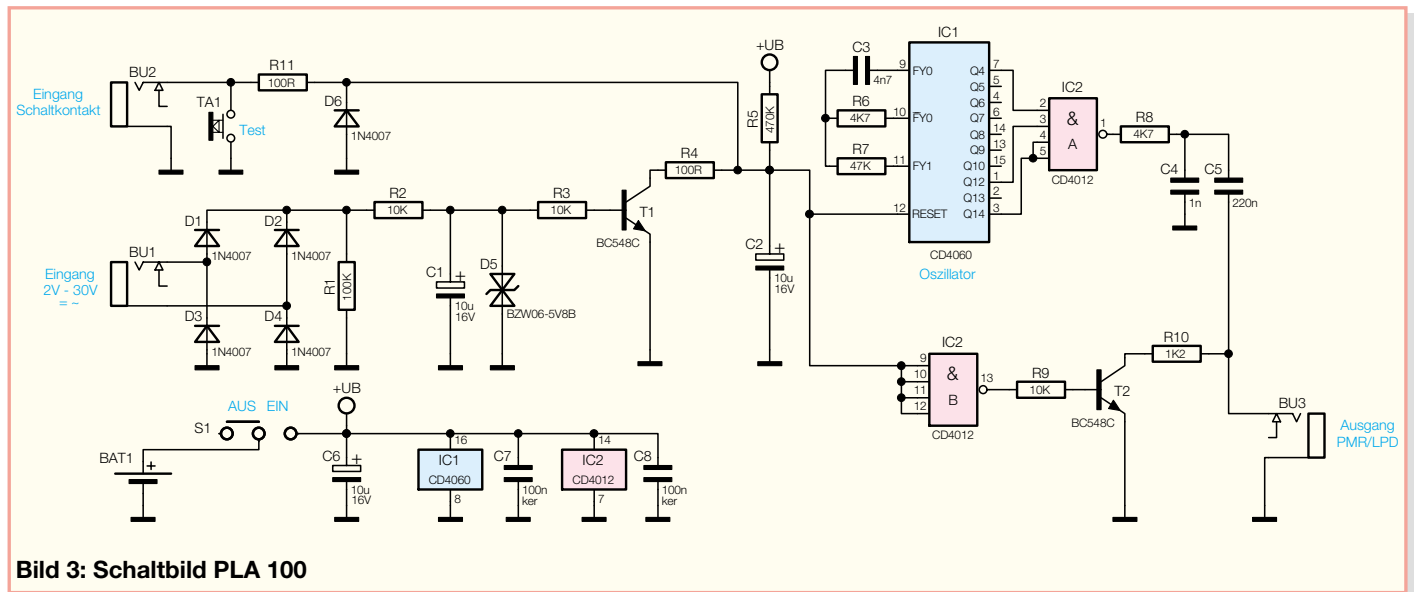 BU2
Eingang
Schaltkontakt
TA1
Test
R11
100R
D6
1N4007
D1
1N4007
D2
1N4007
BU1
Eingang
2V - 30V
= ~
D3
1N4007
D4
1N4007
R1
100K
R2
10K
C1
+
10u
16V
D5
BZW06-5V8B
R3
10K
T1
BC548C
R4
100R
+UB
R5
470K
C2
+
10u
16V
C3
4n7
R6
4K7
R7
47K
IC1
9 FY0 Q4 7
Q5 5
Q6 4
10 FY0 Q7 6
Q8 14
Q9 13
11 FY1 Q10 15
Q12 1
Q13 2
12 RESET Q14 3
CD4060
Oszillator
IC2
2
3
4
5
&
A
1
CD4012
R8
4K7
C4
1n
C5
220n
IC2
9
10
11
12
&
B
13
CD4012
R9
10K
T2
BC548C
R10
1K2
BU3
Ausgang
PMR/LPD
+UB
AUS EIN
S1
BAT1
+
C6
+
10u
16V
16
IC1
CD4060
8
C7
100n
ker
14
IC2
CD4012
7
C8
100n
ker
Bild 3: Schaltbild PLA 100